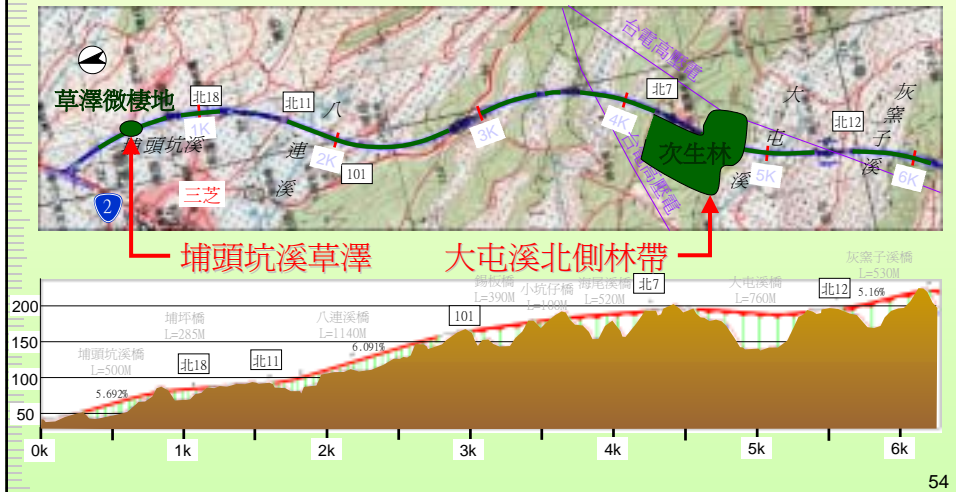 台電高壓電
北7
大
灰
窯
子
溪
草澤微棲地
北18
北11
八
連
溪
北12
1K
2K
3K
4K
5K
6K
埔頭坑溪
101
次生林
屯
溪
台電高壓電
三芝
2
埔頭坑溪草澤
大屯溪北側林帶
灰窯子溪橋
L=530M
錫板橋
L=390M
小坑仔橋
L=100M
海尾溪橋
L=520M
北7
大屯溪橋
L=760M
北12
5.16%
埔坪橋
L=285M
八連溪橋
L=1140M
101
6.091%
埔頭坑溪橋
L=500M
北18
北11
5.692%
200
150
100
50
0k
1k
2k
3k
4k
5k
6k
54